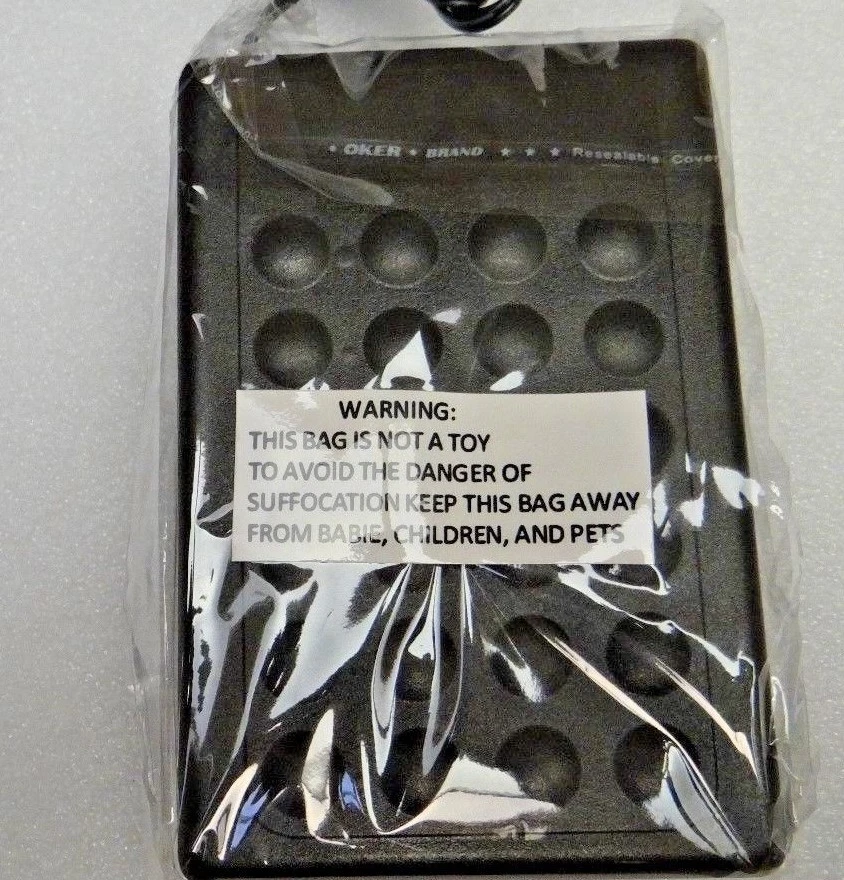 • OKER • BRAND ★ ★ ★ Resealable Cover
WARNING:
THIS BAG IS NOT A TOY
TO AVOID THE DANGER OF
SUFFOCATION KEEP THIS BAG AWAY
FROM BABIE, CHILDREN, AND PETS